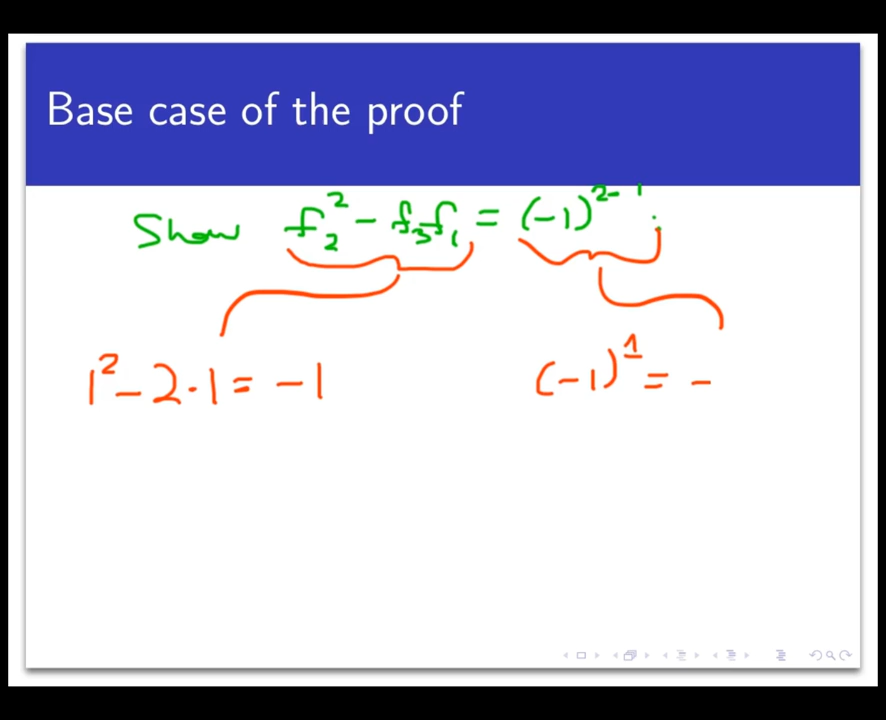 Base case of the proof
Show f₂² - f₃f₁ = (-1)²⁻¹.
1² - 2·1 = -1
(-1)¹ = -